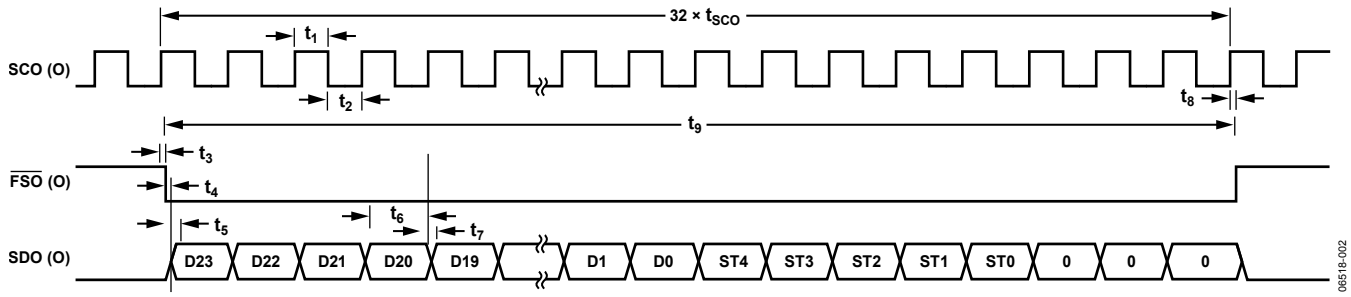 32 × tSCO
t1
SCO (O)
t2
t8
t9
t3
FSO (O)
t4
t6
t5
t7
SDO (O) D23 D22 D21 D20 D19 D1 D0 ST4 ST3 ST2 ST1 ST0 0 0 0
06518-002